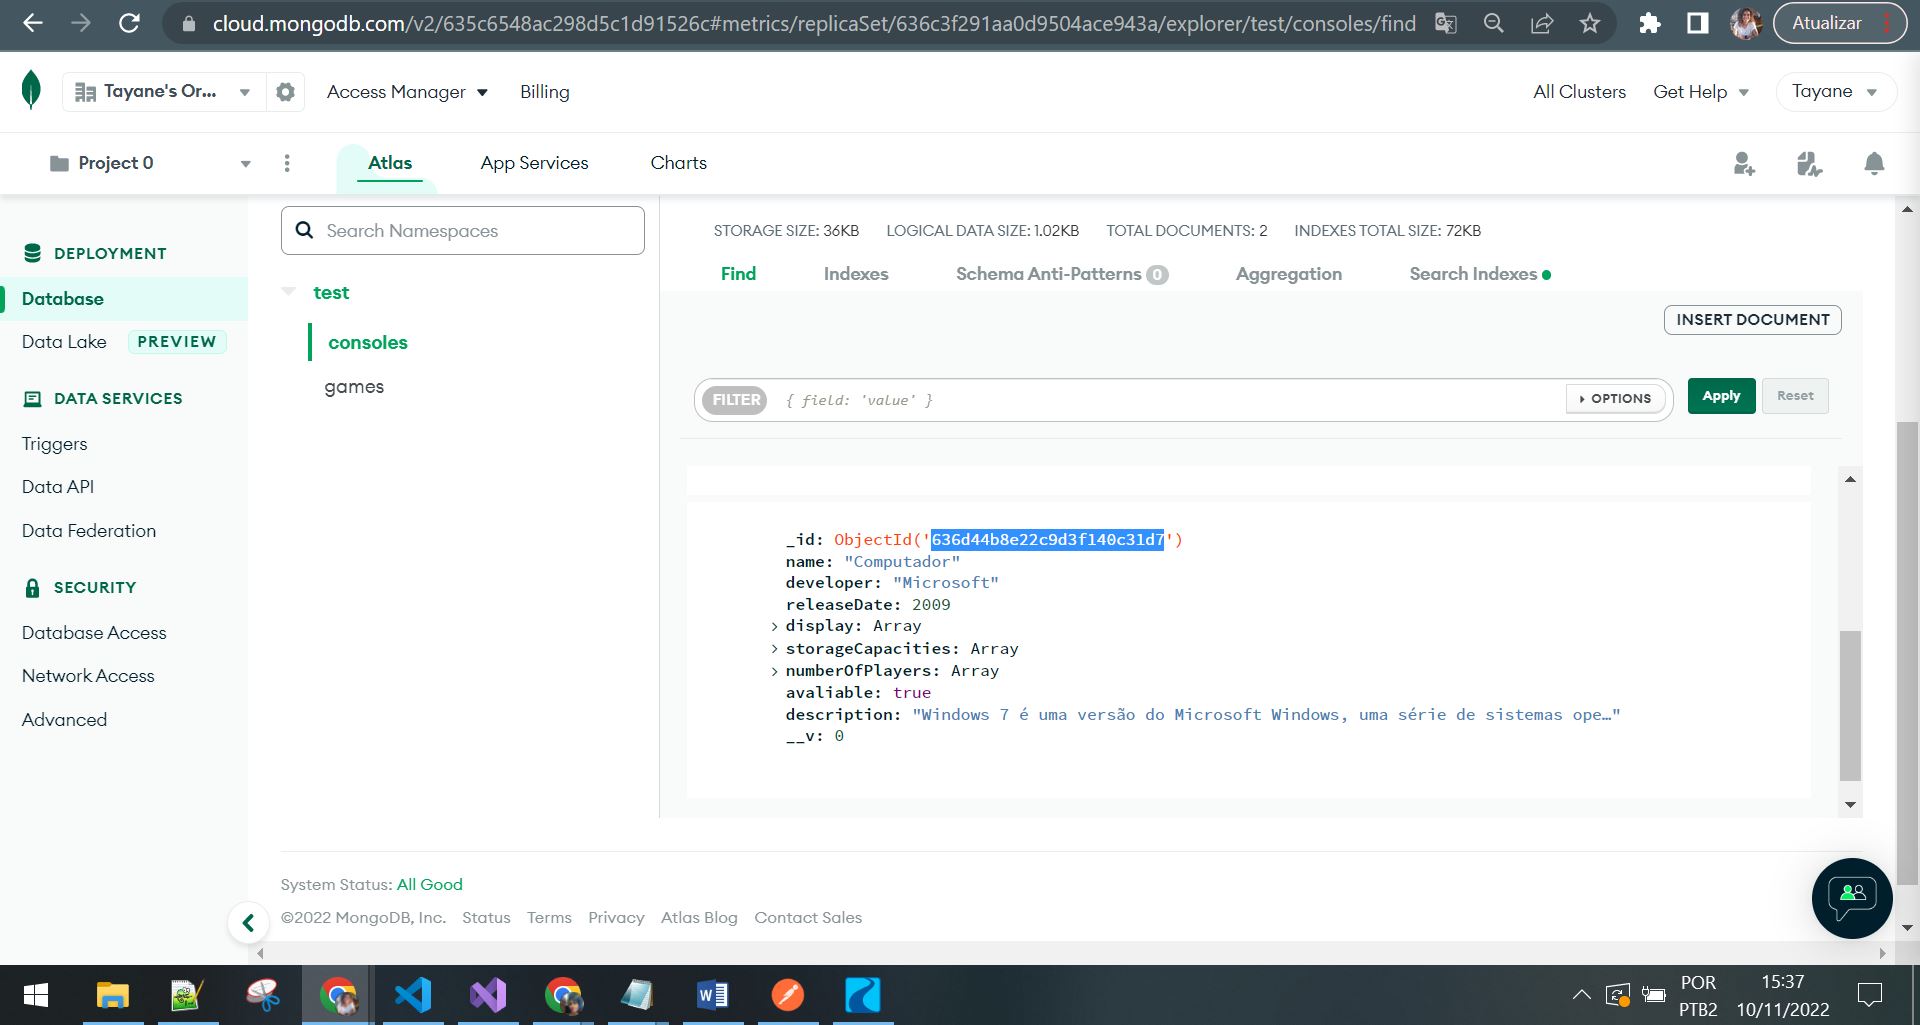 cloud.mongodb.com/v2/635c6548ac298d5c1d91526c#metrics/replicaSet/636c3f291aa0d9504ace943a/explorer/test/consoles/find
Atualizar
Tayane's Or...
Access Manager
Billing
All Clusters
Get Help
Tayane
Project 0
Atlas
App Services
Charts
DEPLOYMENT
Database
Data Lake
PREVIEW
DATA SERVICES
Triggers
Data API
Data Federation
SECURITY
Database Access
Network Access
Advanced
Search Namespaces
test
consoles
games
STORAGE SIZE: 36KB LOGICAL DATA SIZE: 1.02KB TOTAL DOCUMENTS: 2 INDEXES TOTAL SIZE: 72KB
Find Indexes Schema Anti-Patterns 0 Aggregation Search Indexes
INSERT DOCUMENT
FILTER { field: 'value' } OPTIONS Apply Reset
_id: ObjectId('636d44b8e22c9d3f140c31d7')
name: "Computador"
developer: "Microsoft"
releaseDate: 2009
display: Array
storageCapacities: Array
numberOfPlayers: Array
avaliable: true
description: "Windows 7 é uma versão do Microsoft Windows, uma série de sistemas ope…"
__v: 0
System Status: All Good
©2022 MongoDB, Inc. Status Terms Privacy Atlas Blog Contact Sales
POR
PTB2
15:37
10/11/2022